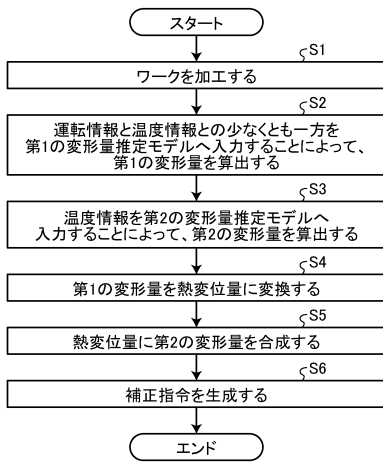 スタート
S1
ワークを加工する
S2
運転情報と温度情報との少なくとも一方を
第1の変形量推定モデルへ入力することによって、
第1の変形量を算出する
S3
温度情報を第2の変形量推定モデルへ
入力することによって、第2の変形量を算出する
S4
第1の変形量を熱変位量に変換する
S5
熱変位量に第2の変形量を合成する
S6
補正指令を生成する
エンド